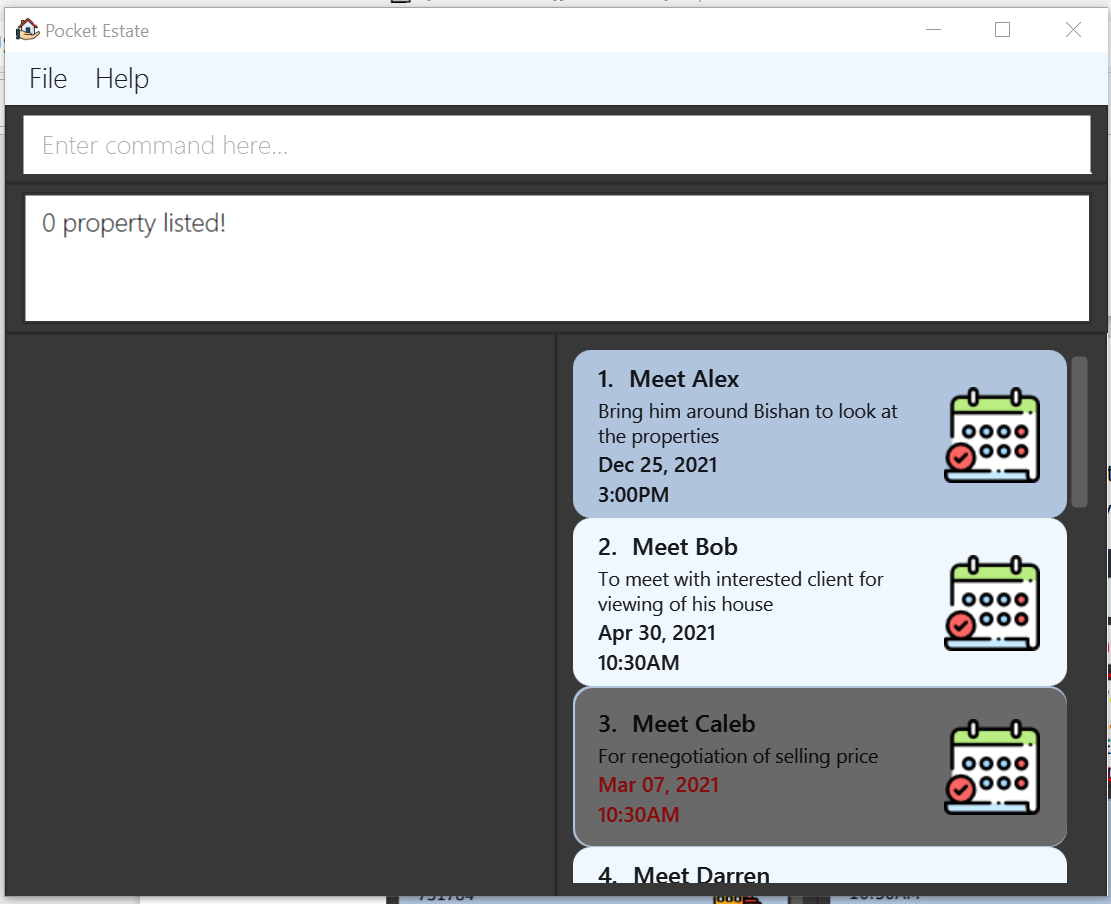 Pocket Estate
File Help
Enter command here...
0 property listed!
1. Meet Alex
Bring him around Bishan to look at
the properties
Dec 25, 2021
3:00PM
2. Meet Bob
To meet with interested client for
viewing of his house
Apr 30, 2021
10:30AM
3. Meet Caleb
For renegotiation of selling price
Mar 07, 2021
10:30AM
4. Meet Darren